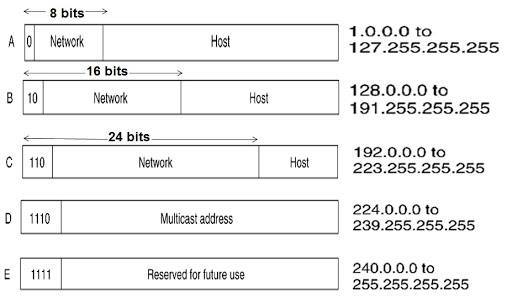 8 bits
A 0 Network Host 1.0.0.0 to
127.255.255.255
16 bits
B 10 Network Host 128.0.0.0 to
191.255.255.255
24 bits
C 110 Network Host 192.0.0.0 to
223.255.255.255
D 1110 Multicast address 224.0.0.0 to
239.255.255.255
E 1111 Reserved for future use 240.0.0.0 to
255.255.255.255